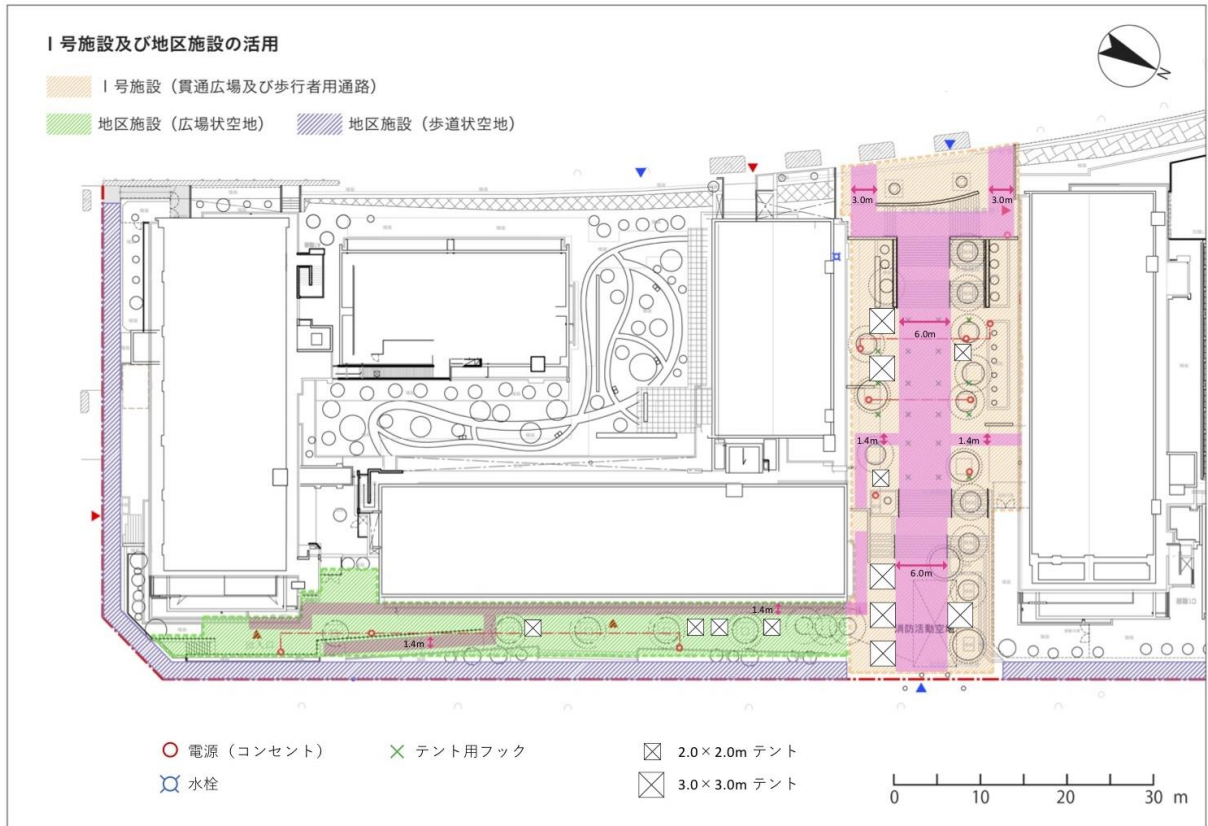 1 号施設及び地区施設の活用
N
1 号施設（貫通広場及び歩行者用通路）
地区施設（広場状空地）
地区施設（歩道状空地）
3.0m
3.0m
6.0m
1.4m
1.4m
6.0m
1.4m
消防活動空地
1.4m
電源（コンセント）
テント用フック
2.0×2.0m テント
水栓
3.0×3.0m テント
0 10 20 30 m